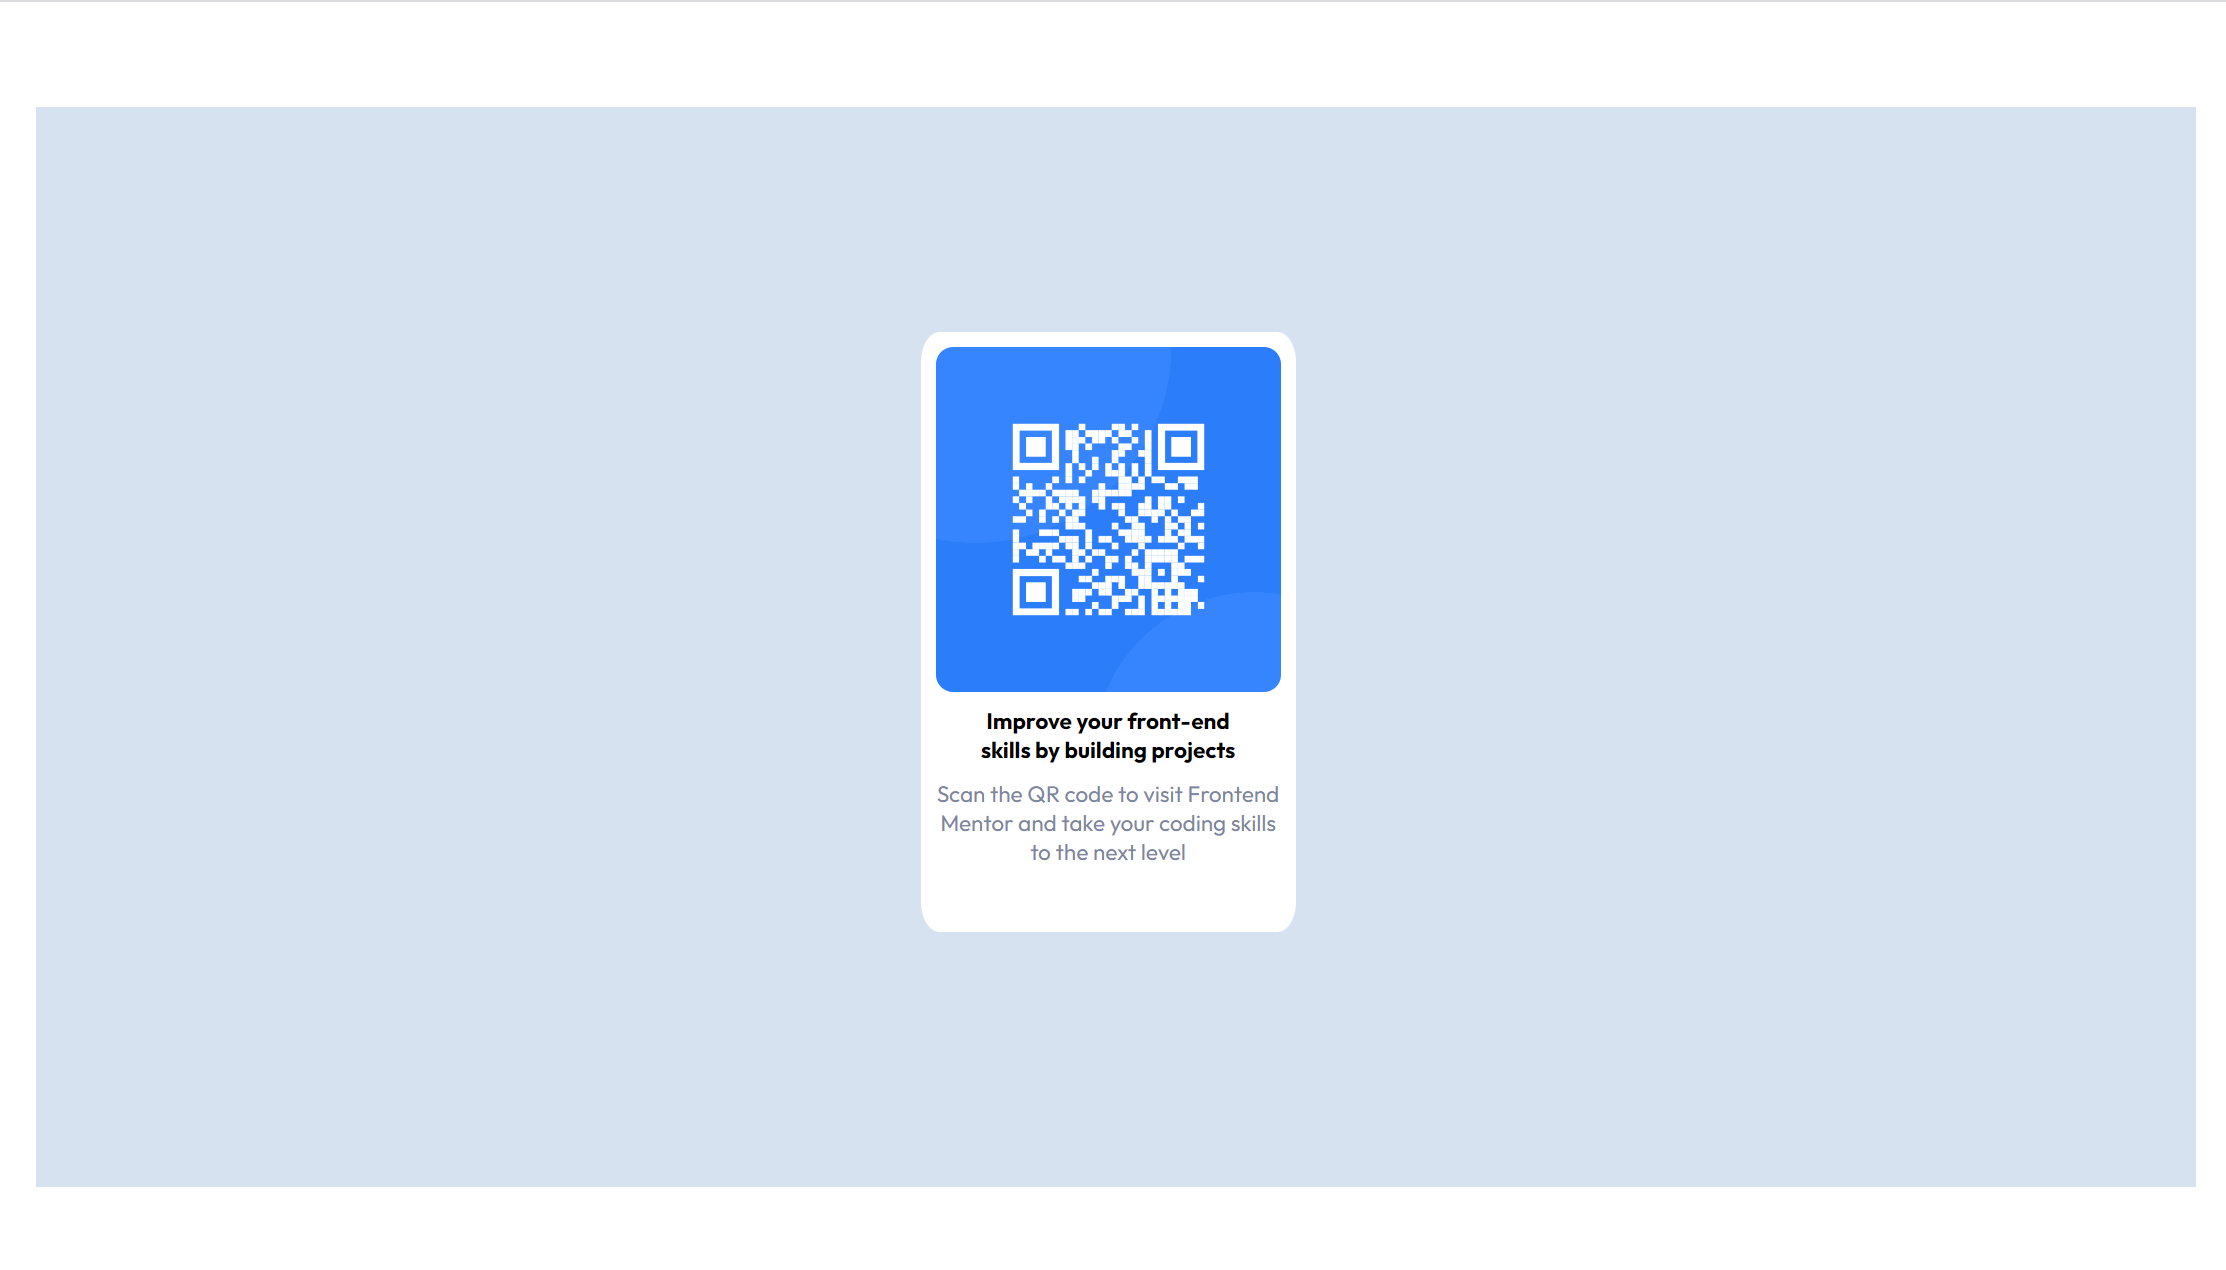 Improve your front-end
skills by building projects
Scan the QR code to visit Frontend
Mentor and take your coding skills
to the next level